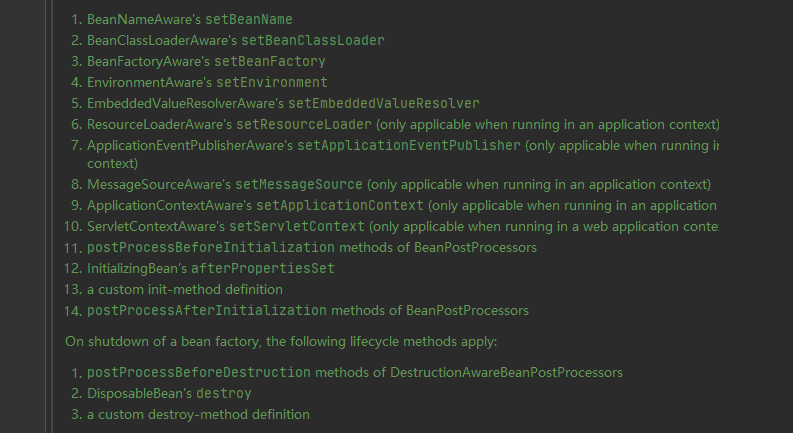 1. BeanNameAware's setBeanName
2. BeanClassLoaderAware's setBeanClassLoader
3. BeanFactoryAware's setBeanFactory
4. EnvironmentAware's setEnvironment
5. EmbeddedValueResolverAware's setEmbeddedValueResolver
6. ResourceLoaderAware's setResourceLoader (only applicable when running in an application context)
7. ApplicationEventPublisherAware's setApplicationEventPublisher (only applicable when running
context)
8. MessageSourceAware's setMessageSource (only applicable when running in an application context)
9. ApplicationContextAware's setApplicationContext (only applicable when running in an application
10. ServletContextAware's setServletContext (only applicable when running in a web application
11. postProcessBeforeInitialization methods of BeanPostProcessors
12. InitializingBean's afterPropertiesSet
13. a custom init-method definition
14. postProcessAfterInitialization methods of BeanPostProcessors
On shutdown of a bean factory, the following lifecycle methods apply:
1. postProcessBeforeDestruction methods of DestructionAwareBeanPostProcessors
2. DisposableBean's destroy
3. a custom destroy-method definition